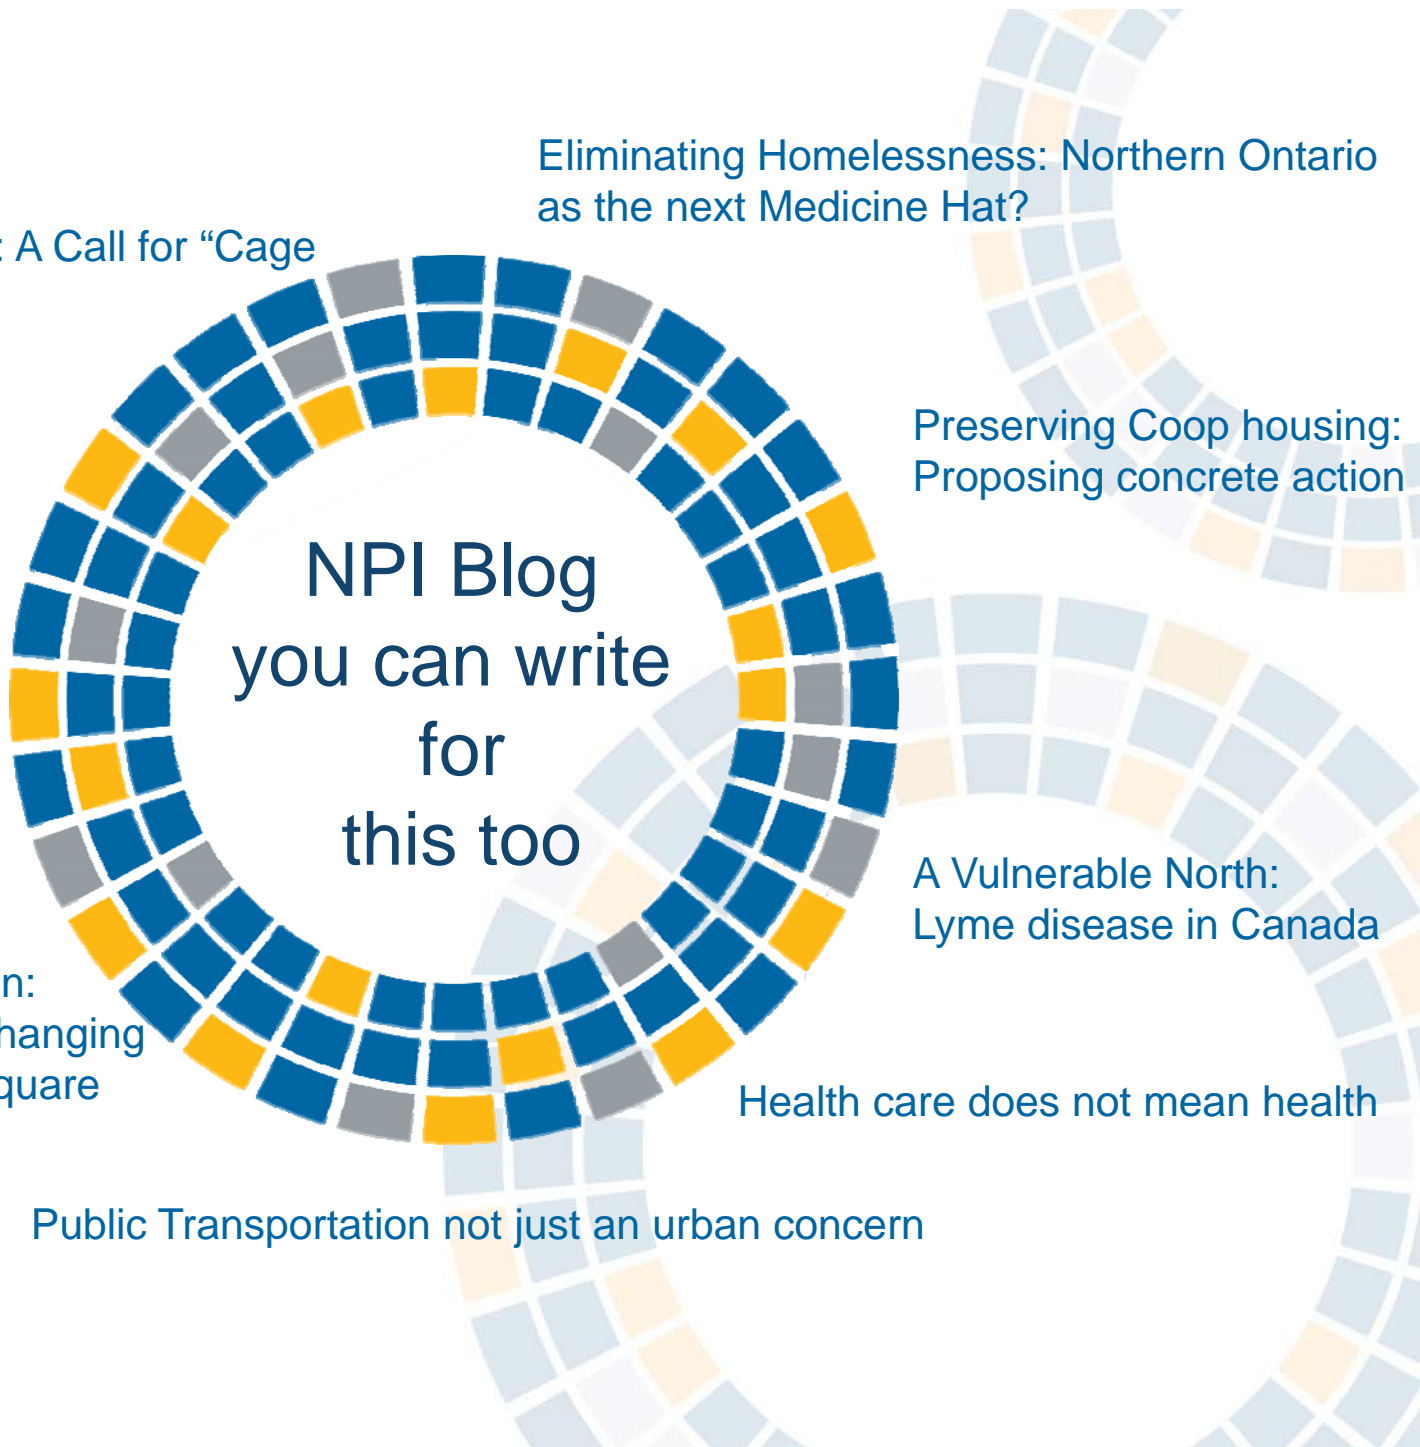 Eliminating Homelessness: Northern Ontario
as the next Medicine Hat?
: A Call for “Cage
Preserving Coop housing:
Proposing concrete action
NPI Blog
you can write
for
this too
A Vulnerable North:
Lyme disease in Canada
n:
hanging
quare
Health care does not mean health
Public Transportation not just an urban concern